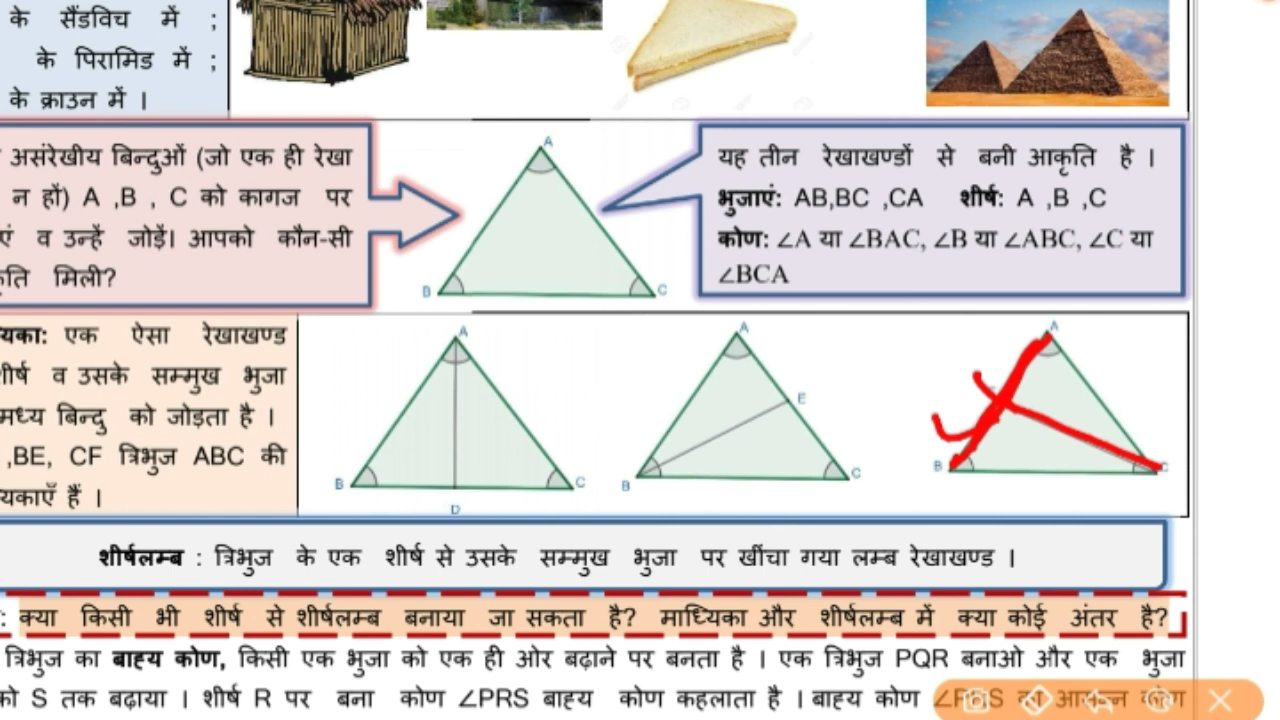 के सैंडविच में ;
के पिरामिड में ;
के क्राउन में ।
असंरेखीय बिन्दुओं (जो एक ही रेखा
न हों) A ,B , C को कागज पर
एं व उन्हें जोड़ें। आपको कौन-सी
कृति मिली?
A
B
C
यह तीन रेखाखण्डों से बनी आकृति है ।
भुजाएं: AB,BC ,CA शीर्ष: A ,B ,C
कोण: ∠A या ∠BAC, ∠B या ∠ABC, ∠C या
∠BCA
यका: एक ऐसा रेखाखण्ड
शीर्ष व उसके सम्मुख भुजा
मध्य बिन्दु को जोड़ता है ।
,BE, CF त्रिभुज ABC की
यकाएँ हैं ।
A
B
C
D
A
E
B
C
A
B
C
शीर्षलम्ब : त्रिभुज के एक शीर्ष से उसके सम्मुख भुजा पर खींचा गया लम्ब रेखाखण्ड ।
: क्या किसी भी शीर्ष से शीर्षलम्ब बनाया जा सकता है? माध्यिका और शीर्षलम्ब में क्या कोई अंतर है?
त्रिभुज का बाह्य कोण, किसी एक भुजा को एक ही ओर बढ़ाने पर बनता है । एक त्रिभुज PQR बनाओ और एक भुजा
को S तक बढ़ाया । शीर्ष R पर बना कोण ∠PRS बाह्य कोण कहलाता है । बाह्य कोण